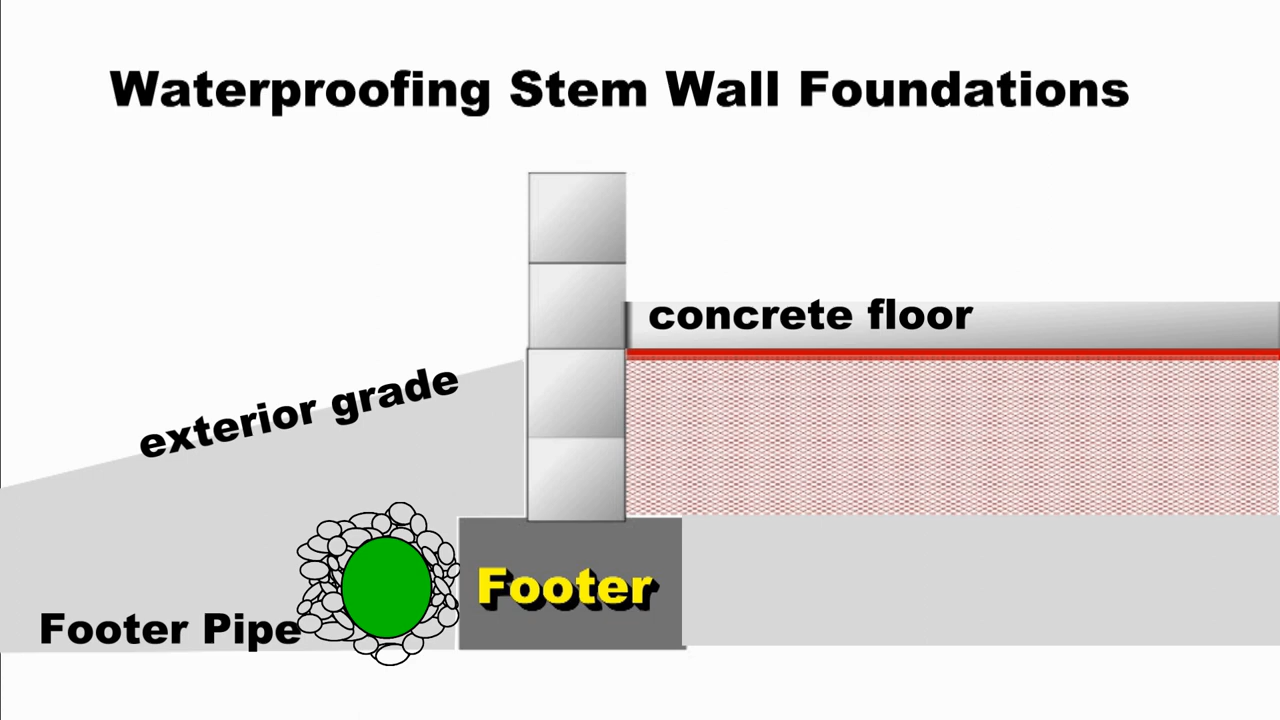 Waterproofing Stem Wall Foundations
concrete floor
exterior grade
Footer
Footer Pipe